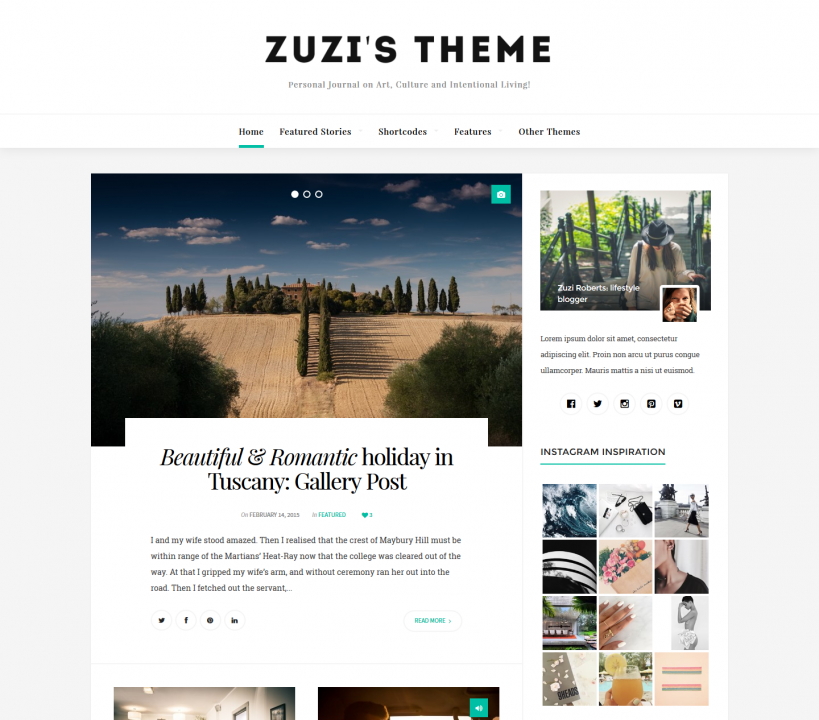 ZUZI'S THEME
Personal Journal on Art, Culture and Intentional Living!
Home Featured Stories Shortcodes Features Other Themes
Beautiful & Romantic holiday in
Tuscany: Gallery Post
On FEBRUARY 14, 2015 In FEATURED 3
I and my wife stood amazed. Then I realised that the crest of Maybury Hill must be
within range of the Martians' Heat-Ray now that the college was cleared out of the
way. At that I gripped my wife's arm, and without ceremony ran her out into the
road. Then I fetched out the servant,...
READ MORE ›
Zuzi Roberts: lifestyle
blogger
Lorem ipsum dolor sit amet, consectetur
adipiscing elit. Proin non arcu ut purus congue
ullamcorper. Mauris mattis a nisi ut euismod.
INSTAGRAM INSPIRATION